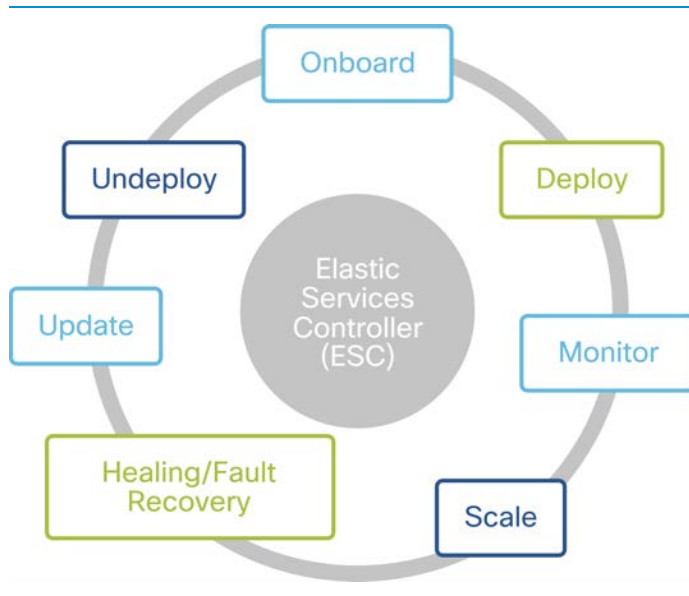 Onboard
Deploy
Monitor
Scale
Healing/Fault
Recovery
Update
Undeploy
Elastic
Services
Controller
(ESC)